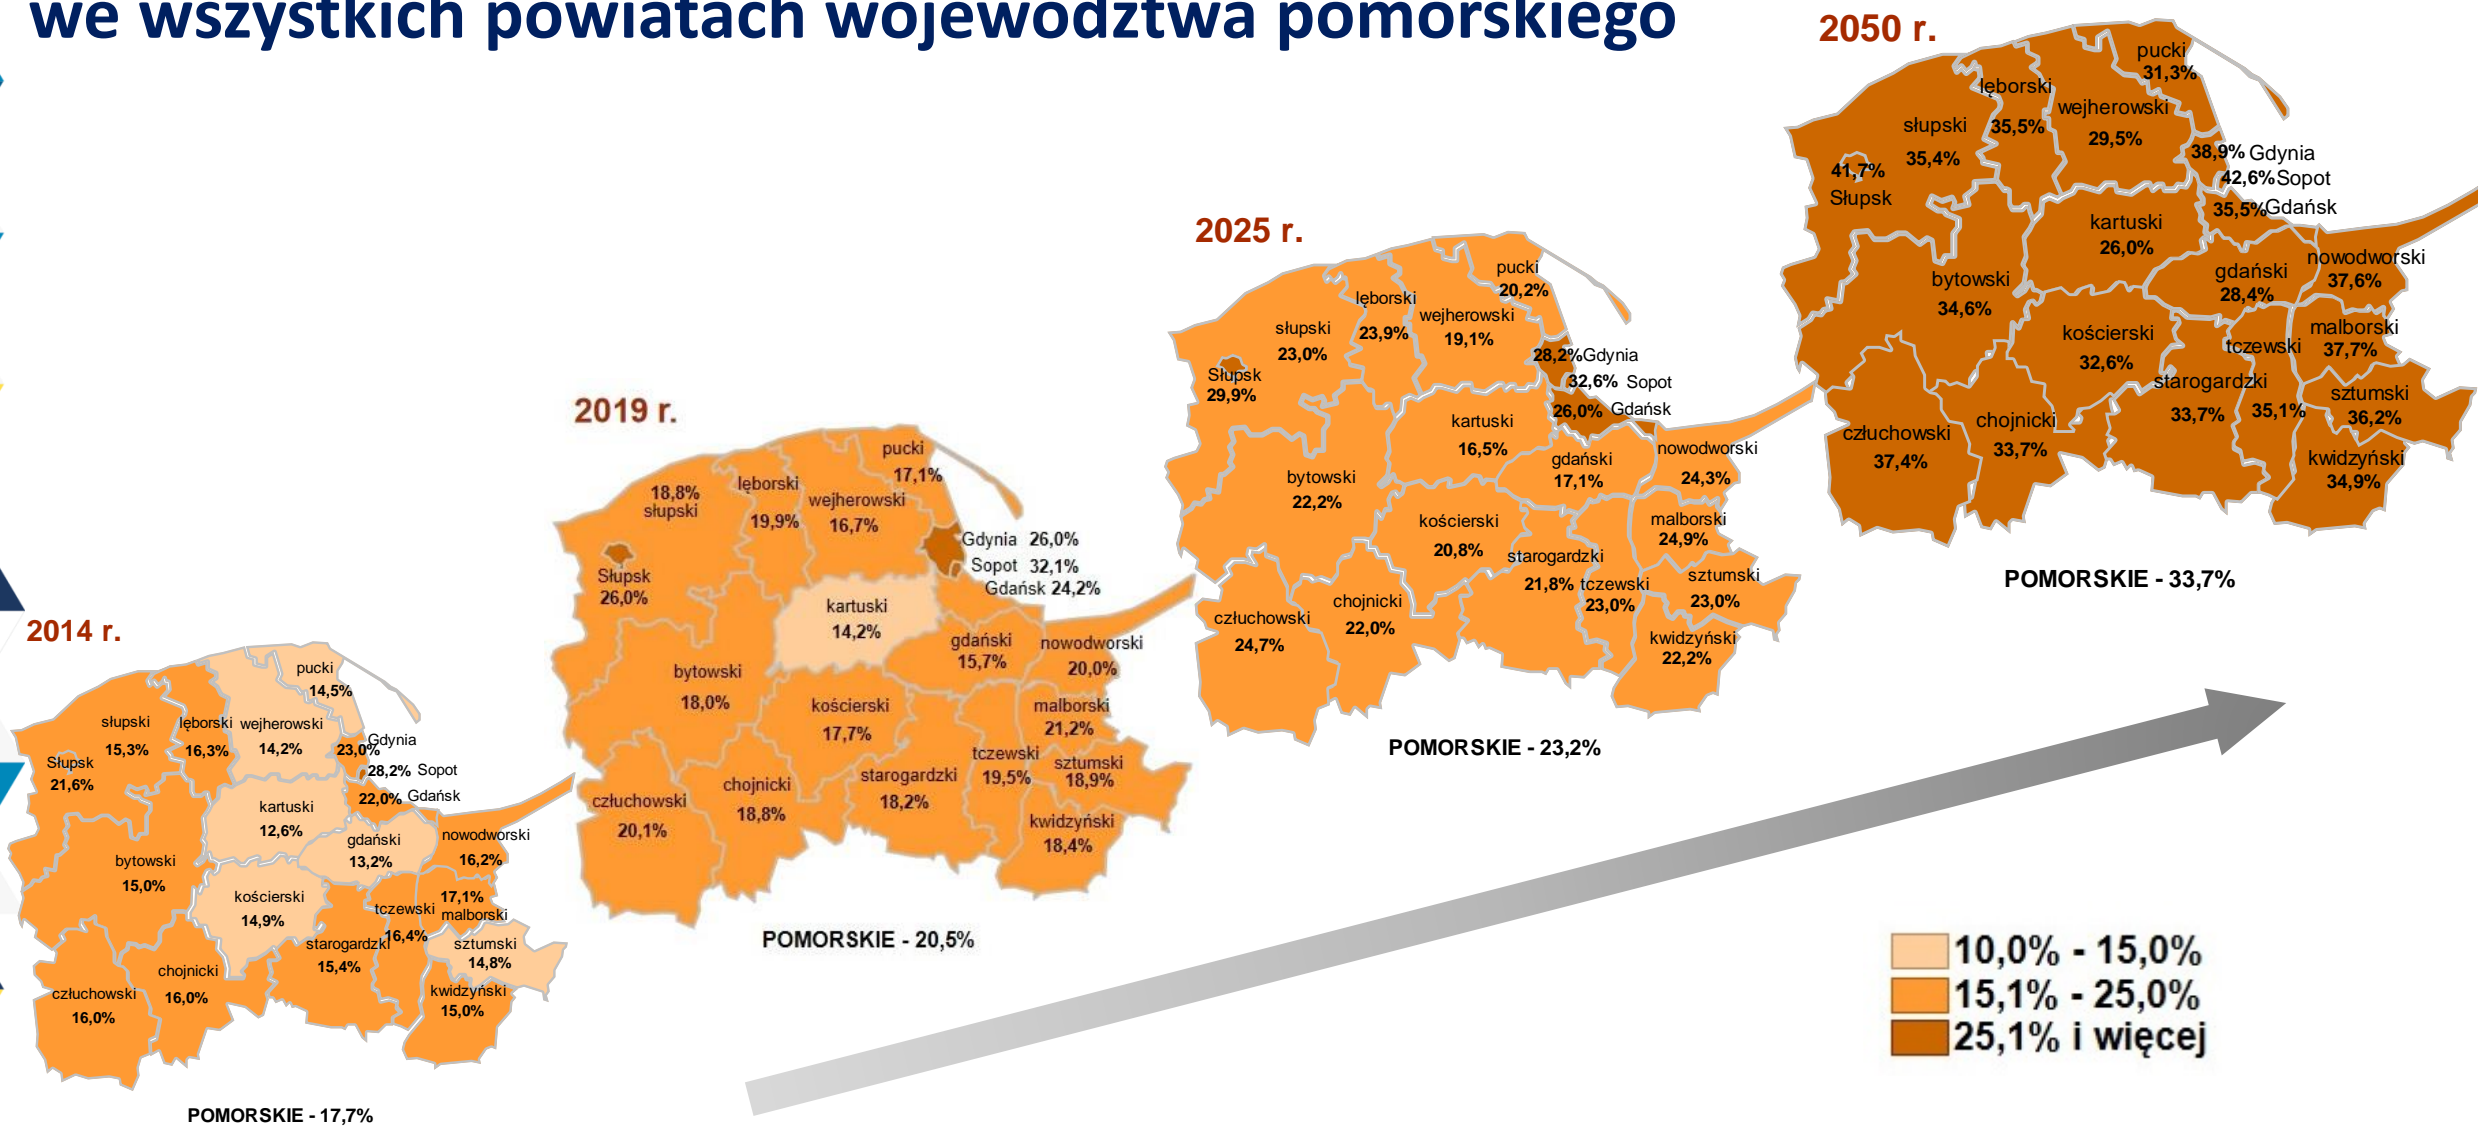 we wszystkich powiatach województwa pomorskiego
2014 r.
pucki
14,5%
słupski
15,3%
lęborski
16,3%
wejherowski
14,2%
Gdynia
23,0%
28,2% Sopot
22,0% Gdańsk
Słupsk
21,6%
kartuski
12,6%
gdański
13,2%
nowodworski
16,2%
bytowski
15,0%
kościerski
14,9%
17,1%
malborski
tczewski
16,4%
starogardzki
15,4%
sztumski
14,8%
chojnicki
16,0%
człuchowski
16,0%
kwidzyński
15,0%
POMORSKIE - 17,7%
2019 r.
pucki
17,1%
18,8%
słupski
lęborski
19,9%
wejherowski
16,7%
Gdynia 26,0%
Sopot 32,1%
Gdańsk 24,2%
Słupsk
26,0%
kartuski
14,2%
gdański
15,7%
nowodworski
20,0%
bytowski
18,0%
kościerski
17,7%
malborski
21,2%
tczewski
19,5%
sztumski
18,9%
starogardzki
18,2%
chojnicki
18,8%
człuchowski
20,1%
kwidzyński
18,4%
POMORSKIE - 20,5%
2025 r.
pucki
20,2%
lęborski
23,9%
wejherowski
19,1%
słupski
23,0%
28,2% Gdynia
32,6% Sopot
26,0% Gdańsk
Słupsk
29,9%
kartuski
16,5%
gdański
17,1%
nowodworski
24,3%
bytowski
22,2%
kościerski
20,8%
malborski
24,9%
starogardzki
21,8%
tczewski
23,0%
sztumski
23,0%
chojnicki
22,0%
człuchowski
24,7%
kwidzyński
22,2%
POMORSKIE - 23,2%
2050 r.
pucki
31,3%
lęborski
35,5%
wejherowski
29,5%
słupski
35,4%
38,9% Gdynia
42,6% Sopot
35,5% Gdańsk
41,7%
Słupsk
kartuski
26,0%
gdański
28,4%
nowodworski
37,6%
bytowski
34,6%
kościerski
32,6%
malborski
37,7%
tczewski
35,1%
starogardzki
33,7%
sztumski
36,2%
chojnicki
33,7%
człuchowski
37,4%
kwidzyński
34,9%
POMORSKIE - 33,7%
10,0% - 15,0%
15,1% - 25,0%
25,1% i więcej